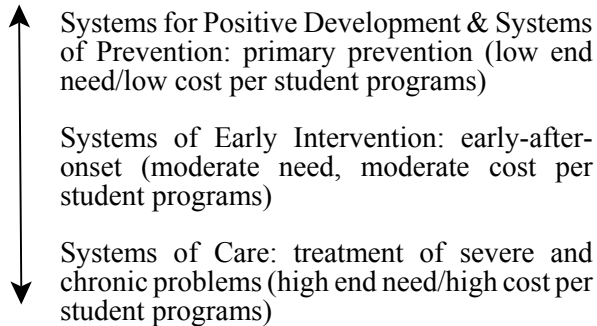 Systems for Positive Development & Systems
of Prevention: primary prevention (low end
need/low cost per student programs)
Systems of Early Intervention: early-after-
onset (moderate need, moderate cost per
student programs)
Systems of Care: treatment of severe and
chronic problems (high end need/high cost per
student programs)